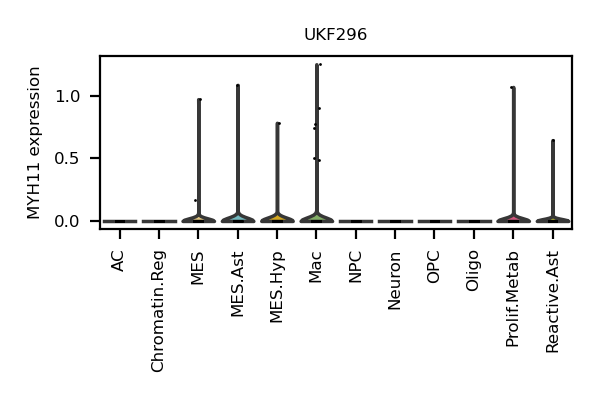 UKF296
MYH11 expression
1.0
0.5
0.0
AC
Chromatin.Reg
MES
MES.Ast
MES.Hyp
Mac
NPC
Neuron
OPC
Oligo
Prolif.Metab
Reactive.Ast